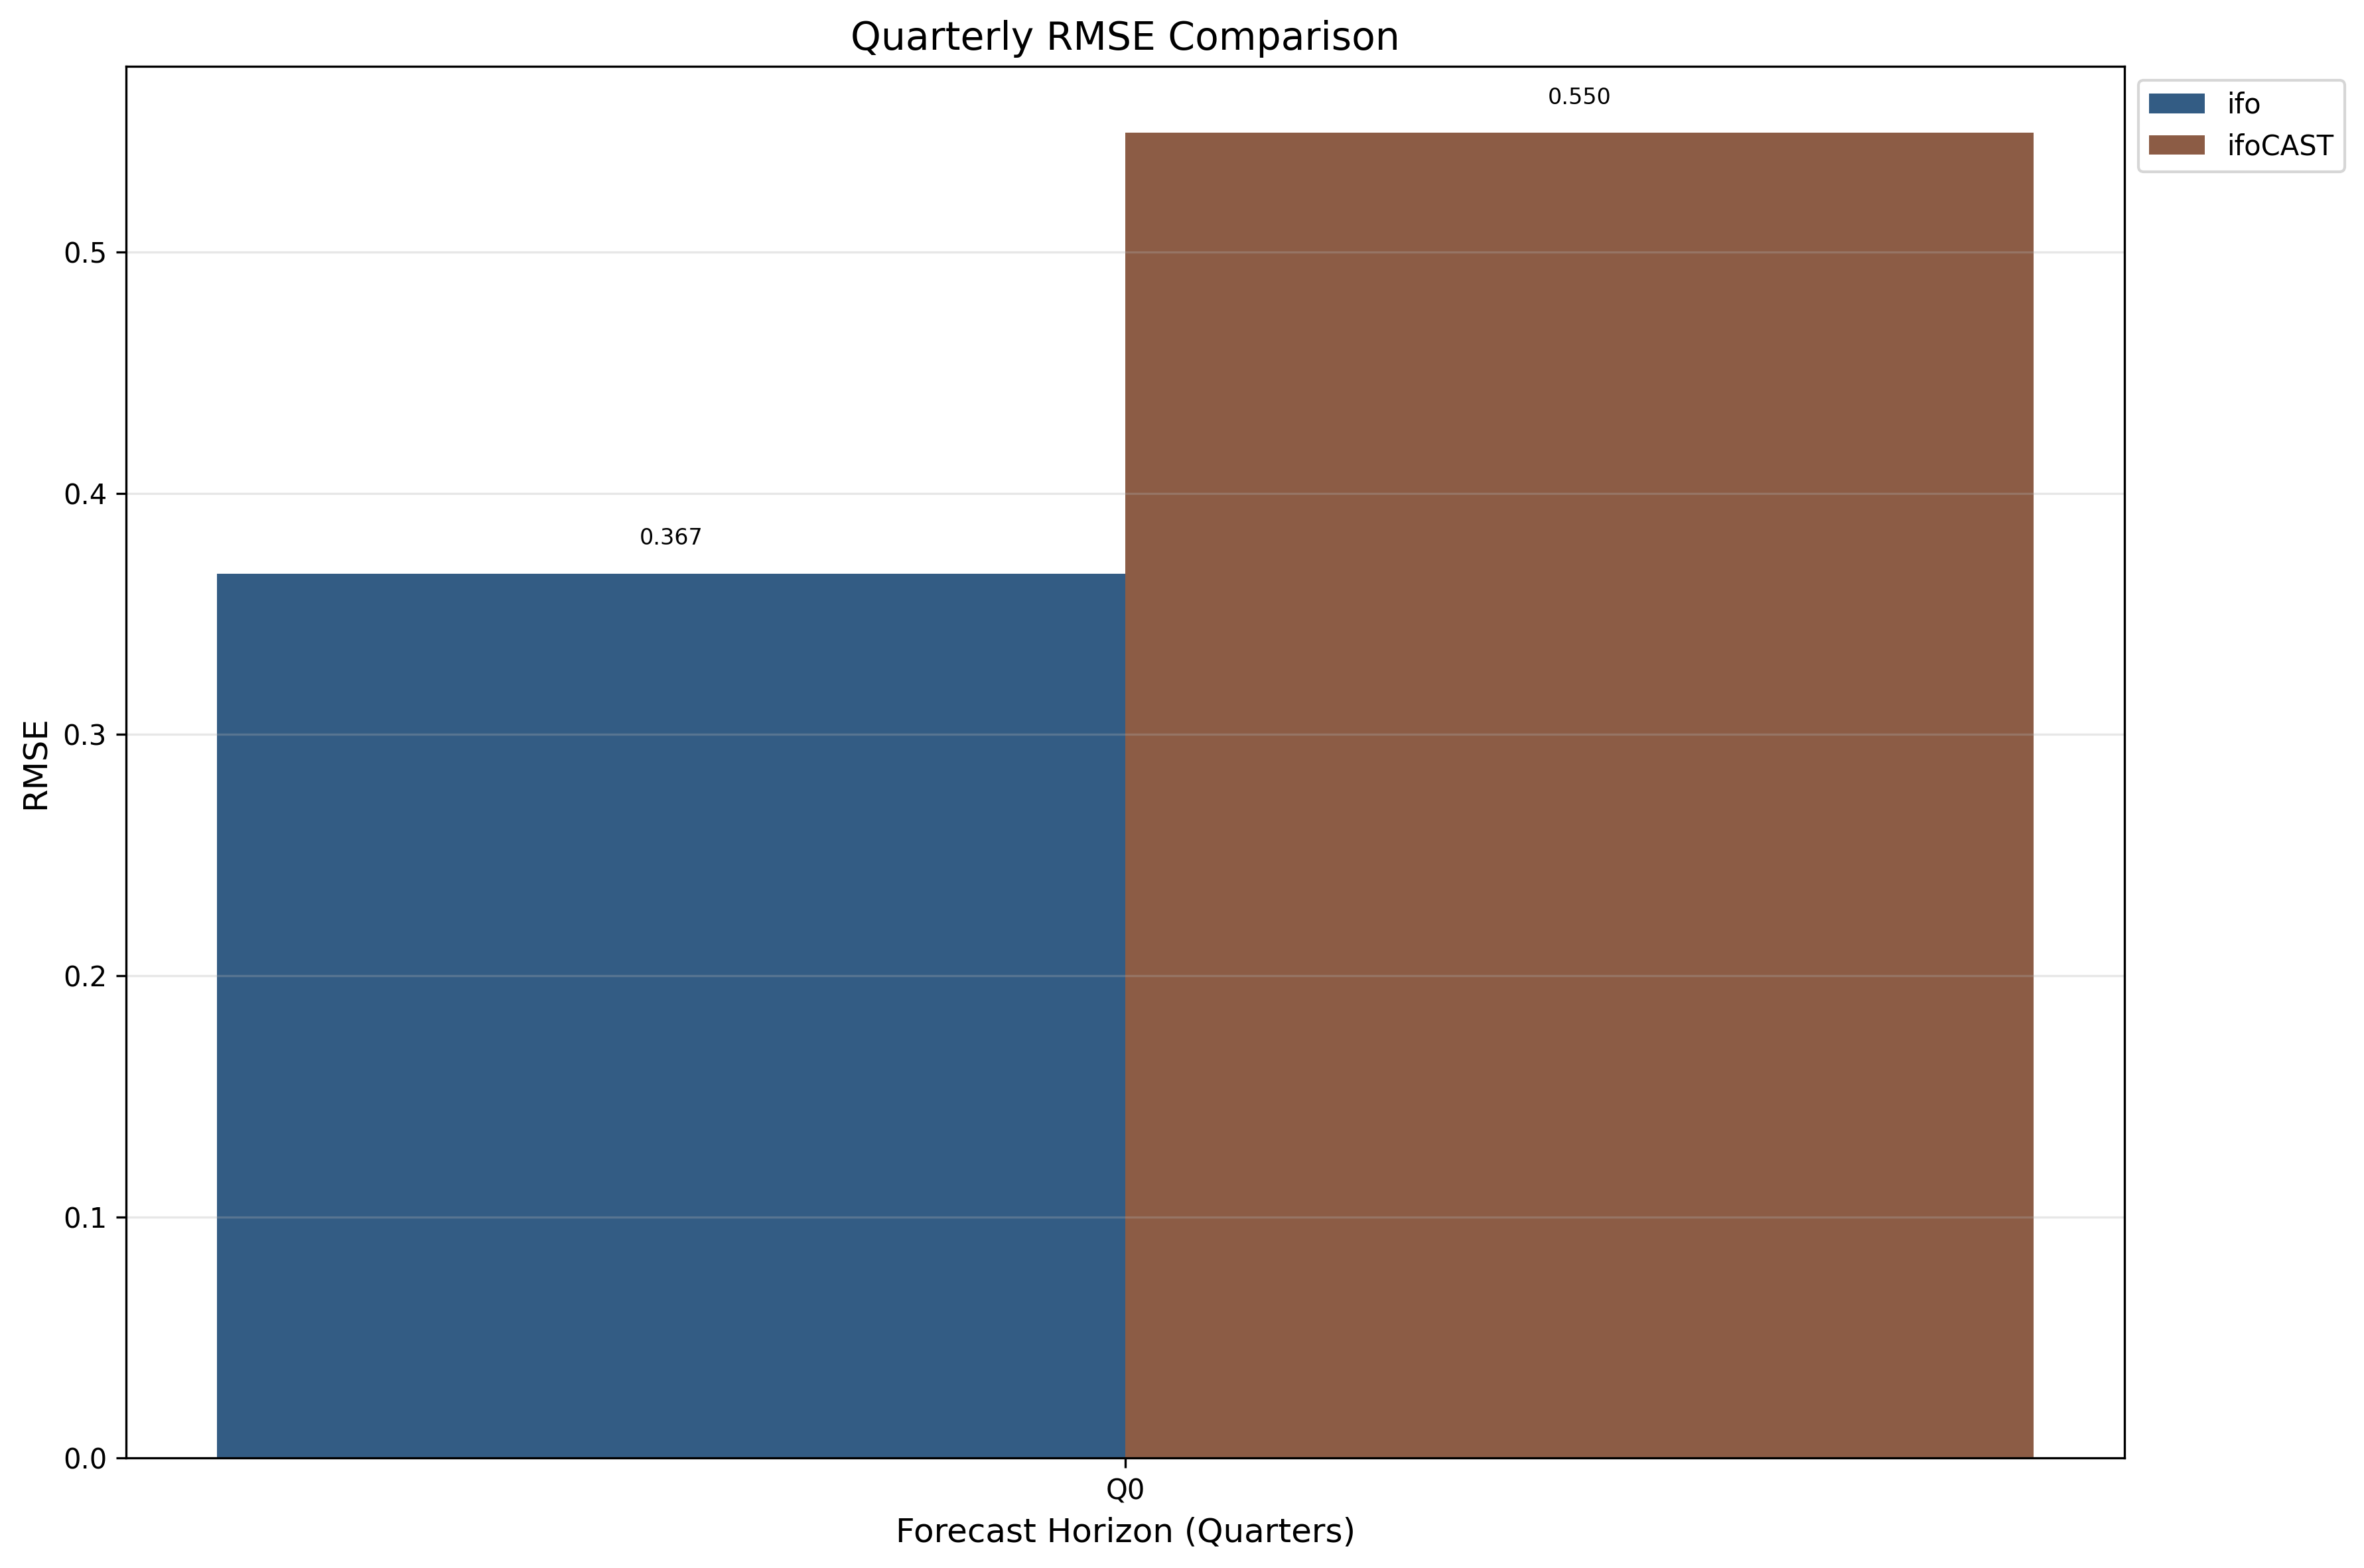 Quarterly RMSE Comparison
0.550
ifo
ifoCAST
0.5
0.4
0.367
0.3
RMSE
0.2
0.1
0.0
Q0
Forecast Horizon (Quarters)